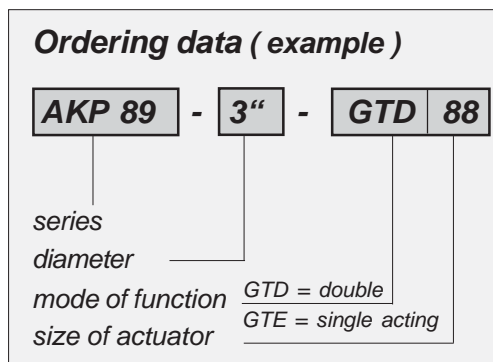 Ordering data ( example )
AKP 89 - 3“ - GTD 88
series
diameter
mode of function GTD = double
size of actuator GTE = single acting